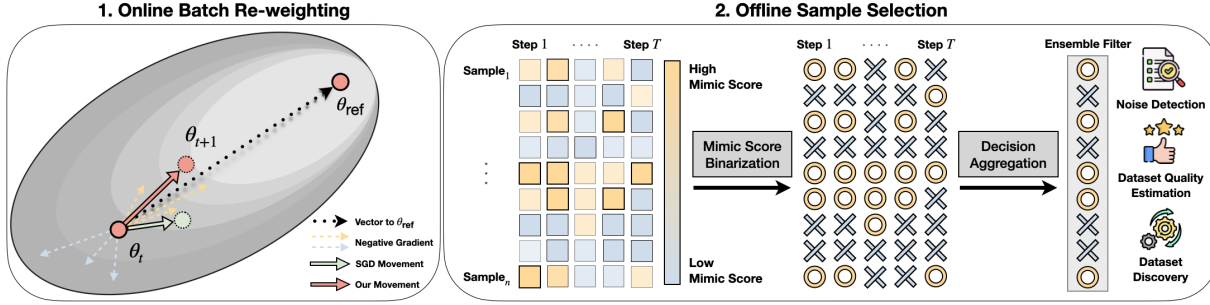 1. Online Batch Re-weighting
θref
θt+1
θt
Vector to θref
Negative Gradient
SGD Movement
Our Movement
2. Offline Sample Selection
Step 1 · · · · Step T
Sample1
Samplen
High
Mimic Score
Low
Mimic Score
Mimic Score
Binarization
Step 1 · · · · Step T
Decision
Aggregation
Ensemble Filter
Noise Detection
Dataset Quality
Estimation
Dataset
Discovery